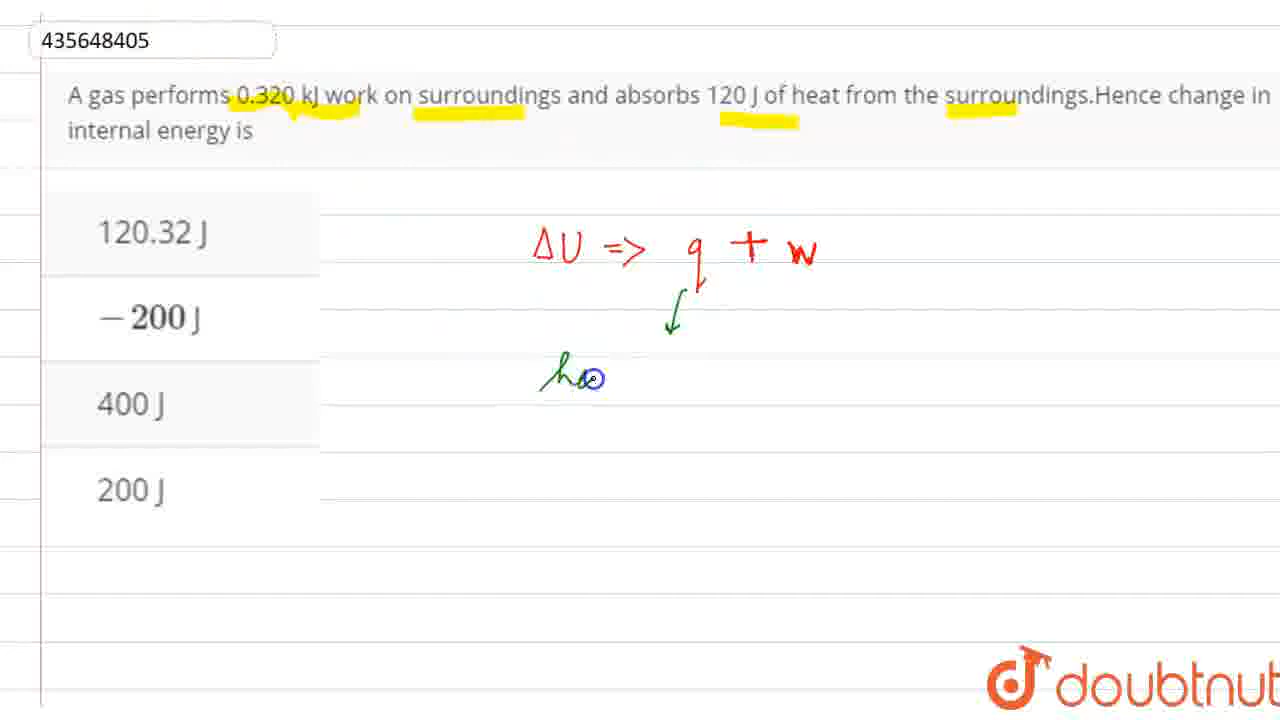 435648405
A gas performs 0.320 kJ work on surroundings and absorbs 120 J of heat from the surroundings.Hence change in
internal energy is
120.32 J
ΔU => q + w
- 200 J
he
400 J
200 J
doubtnut